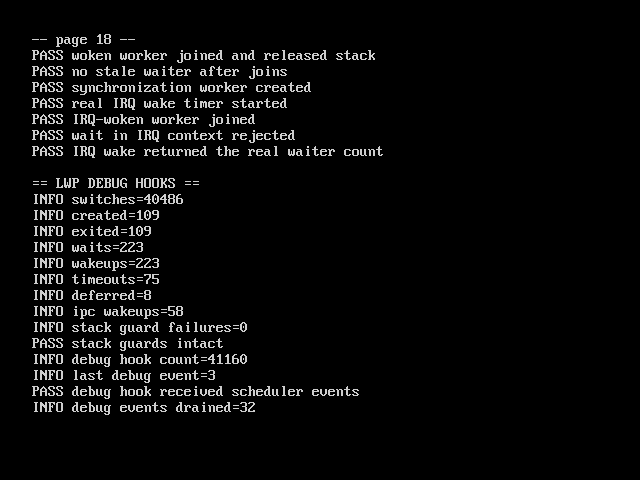 -- page 18 --
PASS woken worker joined and released stack
PASS no stale waiter after joins
PASS synchronization worker created
PASS real IRQ wake timer started
PASS IRQ-woken worker joined
PASS wait in IRQ context rejected
PASS IRQ wake returned the real waiter count
== LWP DEBUG HOOKS ==
INFO switches=40486
INFO created=109
INFO exited=109
INFO waits=223
INFO wakeups=223
INFO timeouts=75
INFO deferred=8
INFO ipc wakeups=58
INFO stack guard failures=0
PASS stack guards intact
INFO debug hook count=41160
INFO last debug event=3
PASS debug hook received scheduler events
INFO debug events drained=32